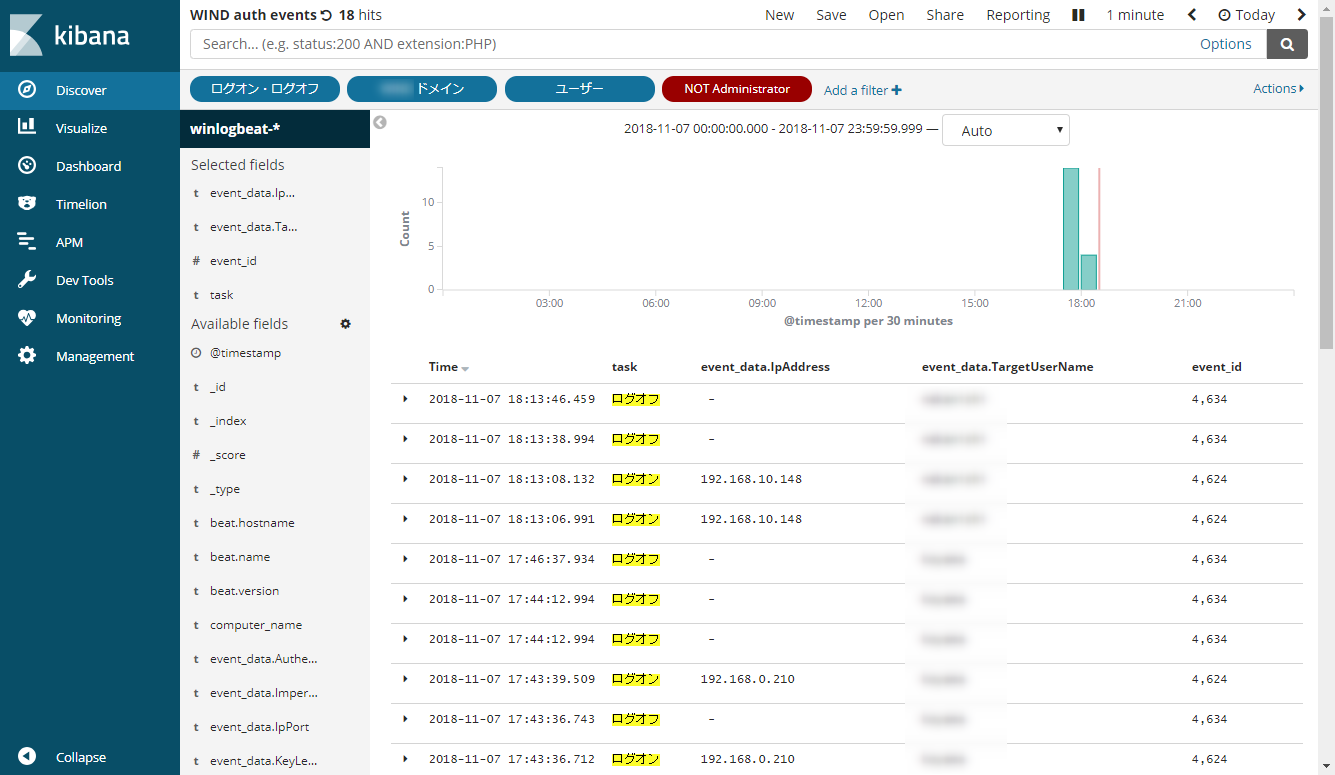 kibana
Discover
Visualize
Dashboard
Timelion
APM
Dev Tools
Monitoring
Management
Collapse
WIND auth events 18 hits
New Save Open Share Reporting 1 minute Today
Search... (e.g. status:200 AND extension:PHP) Options
ログオン・ログオフ ドメイン ユーザー NOT Administrator Add a filter Actions
winlogbeat-*
Selected fields
t event_data.Ip...
t event_data.Ta...
# event_id
t task
Available fields
@timestamp
t _id
t _index
# _score
t _type
t beat.hostname
t beat.name
t beat.version
t computer_name
t event_data.Authe...
t event_data.Imper...
t event_data.IpPort
t event_data.KeyLe...
2018-11-07 00:00:00.000 - 2018-11-07 23:59:59.999 — Auto
Count
10
5
0
03:00 06:00 09:00 12:00 15:00 18:00 21:00
@timestamp per 30 minutes
Time task event_data.IpAddress event_data.TargetUserName event_id
2018-11-07 18:13:46.459 ログオフ - 4,634
2018-11-07 18:13:38.994 ログオフ - 4,634
2018-11-07 18:13:08.132 ログオン 192.168.10.148 4,624
2018-11-07 18:13:06.991 ログオン 192.168.10.148 4,624
2018-11-07 17:46:37.934 ログオフ - 4,634
2018-11-07 17:44:12.994 ログオフ - 4,634
2018-11-07 17:44:12.994 ログオフ - 4,634
2018-11-07 17:43:39.509 ログオン 192.168.0.210 4,624
2018-11-07 17:43:36.743 ログオフ - 4,634
2018-11-07 17:43:36.712 ログオン 192.168.0.210 4,624